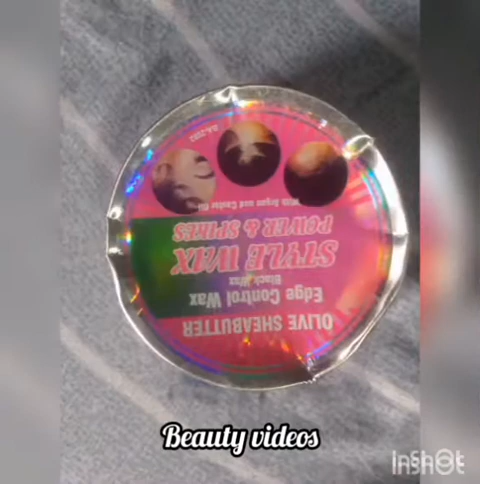 OLIVE SHEABUTTER
Edge Control Wax
Black Wax
STYLE WAX
POWER & SPIKES
With Argan and Castor Oil
Beauty videos
INSHOT